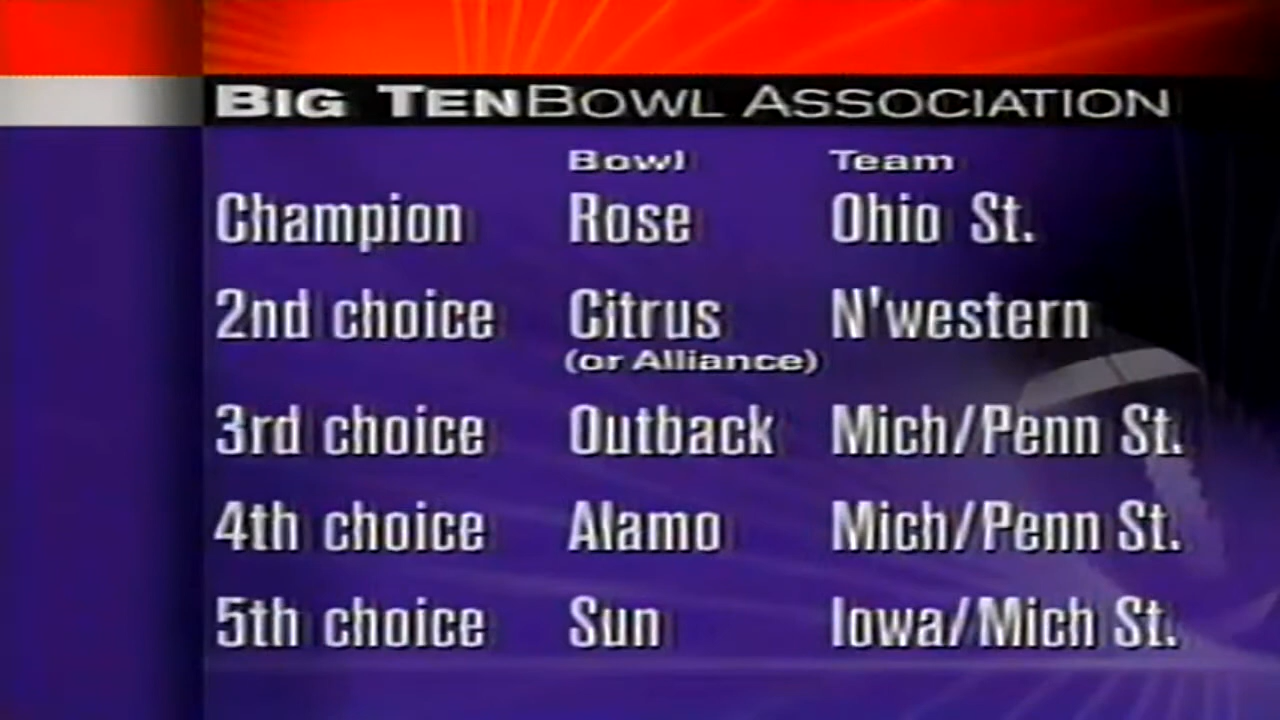 BIG TEN BOWL ASSOCIATION
Bowl Team
Champion Rose Ohio St.
2nd choice Citrus N'western
(or Alliance)
3rd choice Outback Mich/Penn St.
4th choice Alamo Mich/Penn St.
5th choice Sun Iowa/Mich St.